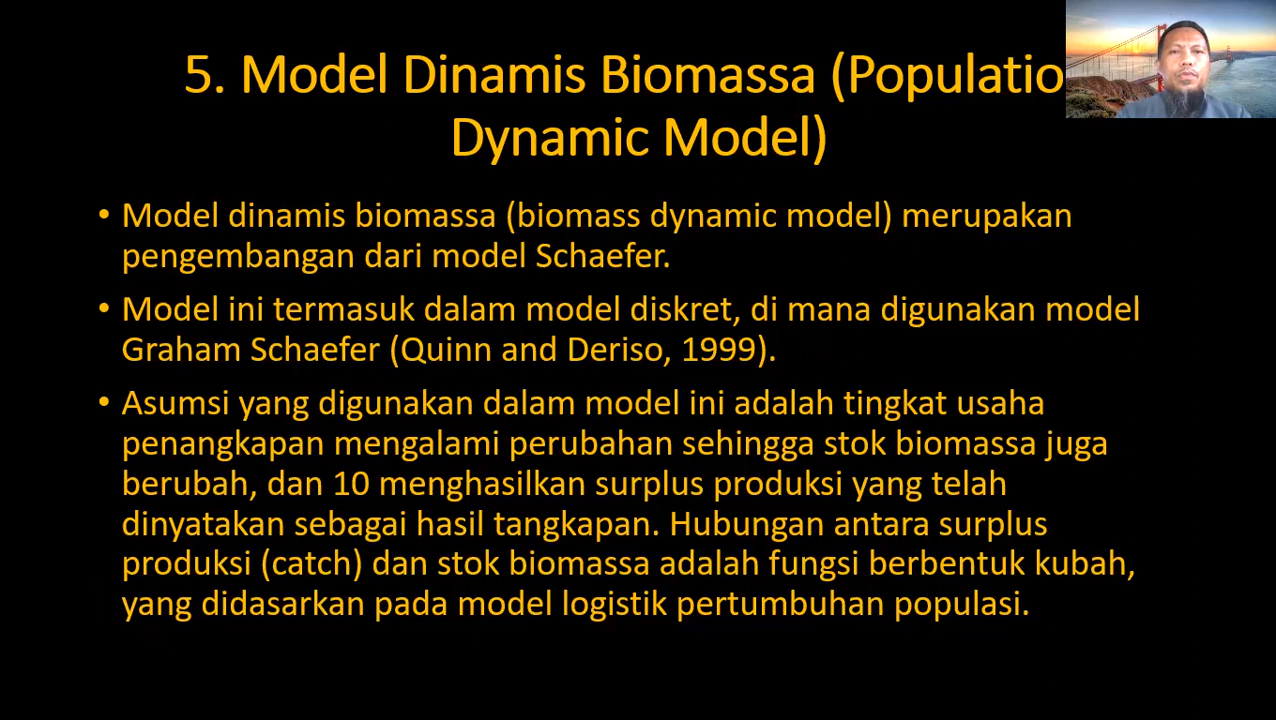 5. Model Dinamis Biomassa (Populatio
Dynamic Model)
• Model dinamis biomassa (biomass dynamic model) merupakan
pengembangan dari model Schaefer.
• Model ini termasuk dalam model diskret, di mana digunakan model
Graham Schaefer (Quinn and Deriso, 1999).
• Asumsi yang digunakan dalam model ini adalah tingkat usaha
penangkapan mengalami perubahan sehingga stok biomassa juga
berubah, dan 10 menghasilkan surplus produksi yang telah
dinyatakan sebagai hasil tangkapan. Hubungan antara surplus
produksi (catch) dan stok biomassa adalah fungsi berbentuk kubah,
yang didasarkan pada model logistik pertumbuhan populasi.